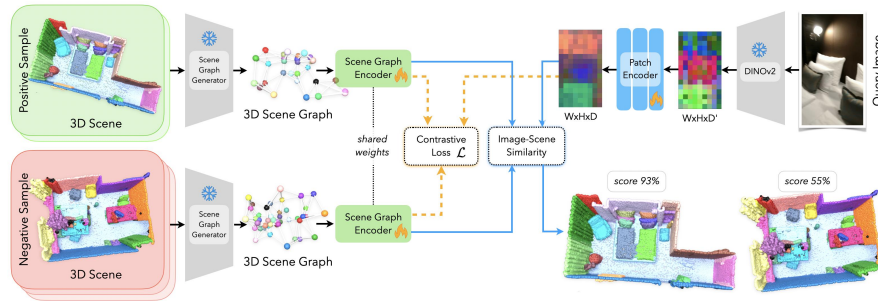 Positive Sample
3D Scene
Scene
Graph
Generator
3D Scene Graph
Scene Graph
Encoder
shared
weights
Contrastive
Loss ℒ
Image-Scene
Similarity
WxHxD
Patch
Encoder
WxHxD'
DINOv2
Query Image
Negative Sample
3D Scene
Scene
Graph
Generator
3D Scene Graph
Scene Graph
Encoder
score 93%
score 55%